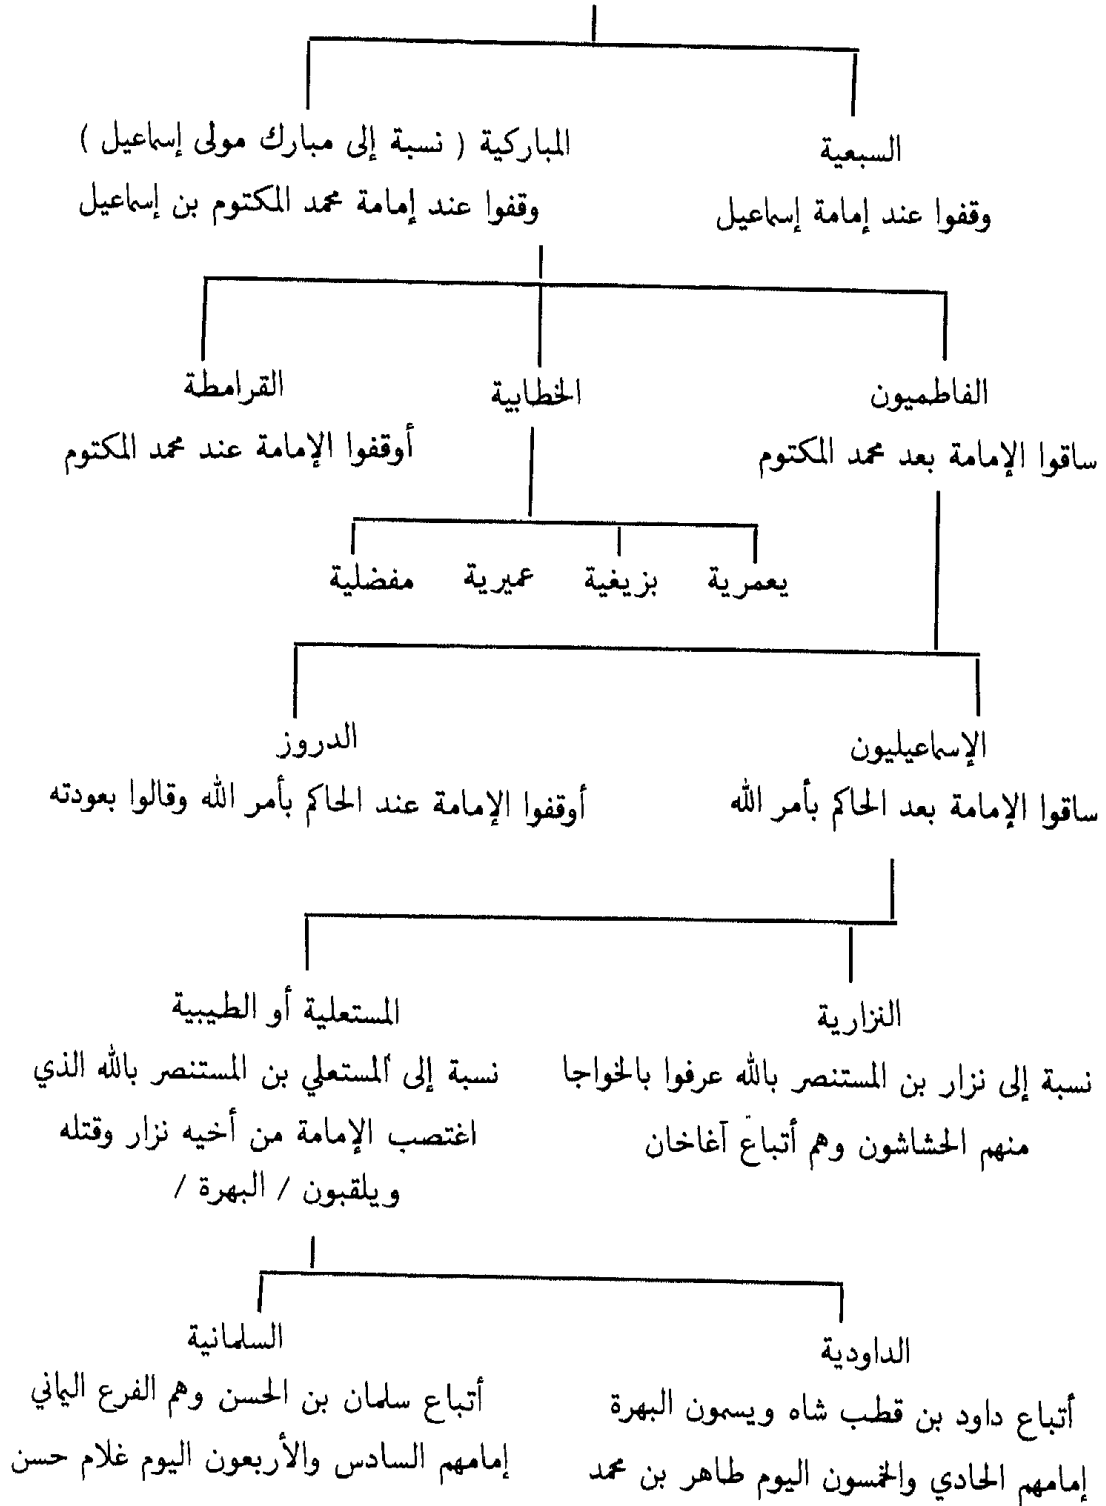 السبعية
وقفوا عند إمامة إسماعيل
المباركية ( نسبة إلى مبارك مولى إسماعيل )
وقفوا عند إمامة محمد المكتوم بن إسماعيل
الفاطميون
ساقوا الإمامة بعد محمد المكتوم
الخطابية
القرامطة
أوقفوا الإمامة عند محمد المكتوم
يعمرية بزيغية عميرية مفضلية
الإسماعيليون
ساقوا الإمامة بعد الحاكم بأمر الله
الدروز
أوقفوا الإمامة عند الحاكم بأمر الله وقالوا بعودته
النزارية
نسبة إلى نزار بن المستنصر بالله عرفوا بالخواجا
منهم الحشاشون وهم أتباع آغاخان
المستعلية أو الطيبية
نسبة إلى المستعلي بن المستنصر بالله الذي
اغتصب الإمامة من أخيه نزار وقتله
ويلقبون / البهرة /
الداودية
أتباع داود بن قطب شاه ويسمون البهرة
إمامهم الحادي والخمسون اليوم طاهر بن محمد
السلمانية
أتباع سلمان بن الحسن وهم الفرع اليماني
إمامهم السادس والأربعون اليوم غلام حسن